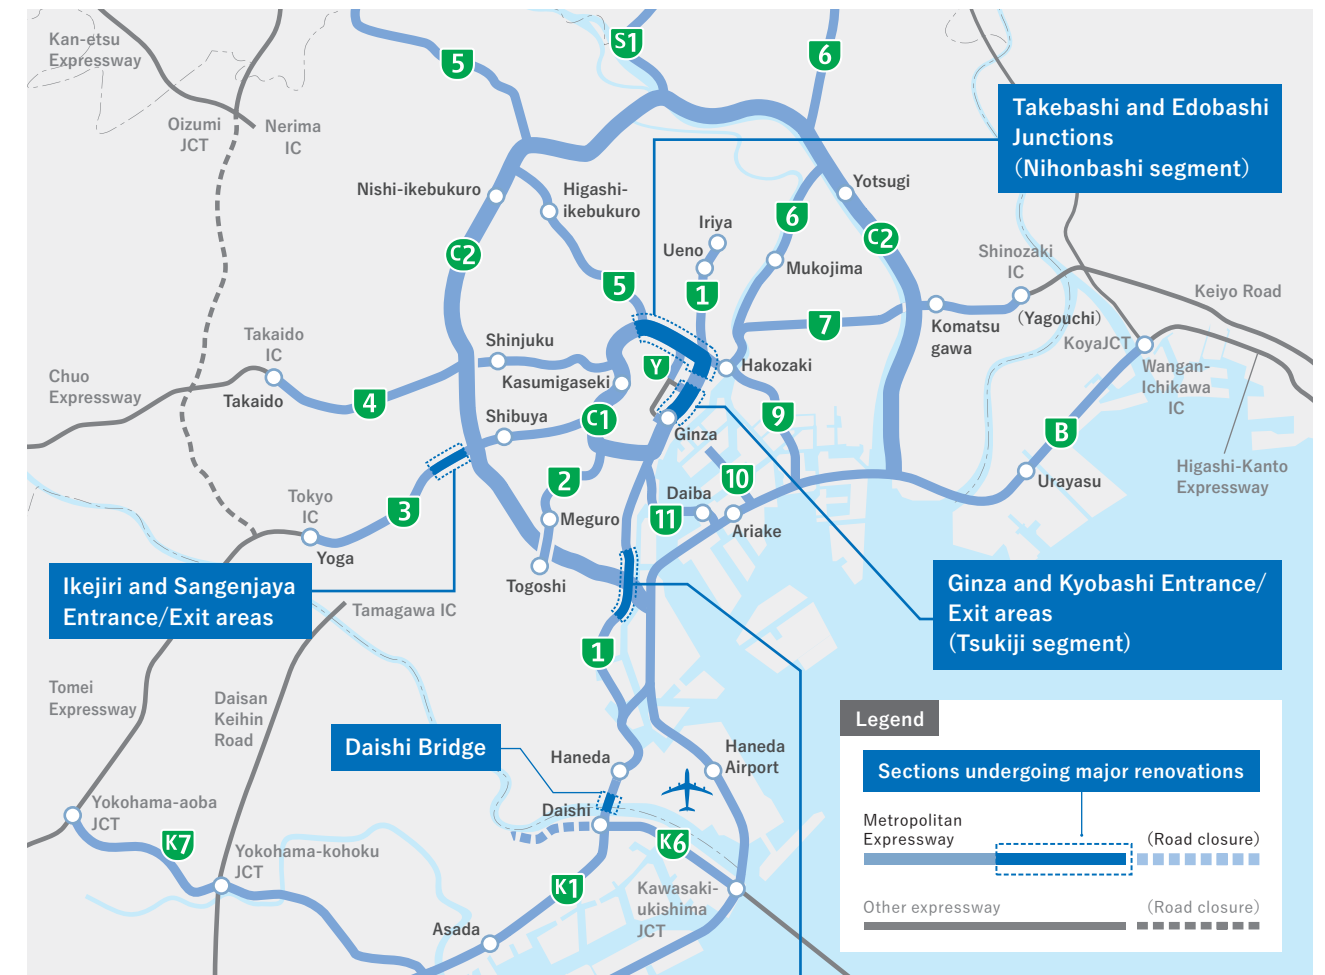 Kan-etsu
Expressway
5
S1
6
Takebashi and Edobashi
Junctions
(Nihonbashi segment)
Oizumi
JCT
Nerima
IC
Nishi-ikebukuro
Higashi-
ikebukuro
Yotsugi
Iriya
6
C2
Ueno
C2
Mukojima
Shinozaki
IC
5
1
Keiyo Road
7
Komatsu
gawa
(Yagouchi)
KoyaJCT
Takaido
IC
Shinjuku
Y
Hakozaki
Wangan-
Ichikawa
IC
Chuo
Expressway
Takaido
4
Kasumigaseki
Shibuya
C1
9
Ginza
B
Higashi-Kanto
Expressway
2
10
Urayasu
Tokyo
IC
3
Daiba
Meguro
11
Ariake
Yoga
Togoshi
Ikejiri and Sangenjaya
Entrance/Exit areas
Tamagawa IC
Ginza and Kyobashi Entrance/
Exit areas
(Tsukiji segment)
1
Tomei
Expressway
Daisan
Keihin
Road
Daishi Bridge
Haneda
Haneda
Airport
Daishi
Yokohama-aoba
JCT
K7
K6
Yokohama-kohoku
JCT
K1
Kawasaki-
ukishima
JCT
Asada
Legend
Sections undergoing major renovations
Metropolitan
Expressway
(Road closure)
Other expressway
(Road closure)